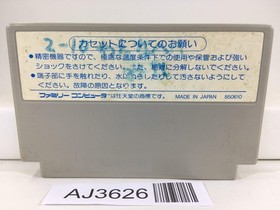 2-10
カセットについてのお願い
●精密機器ですので、極端な温度条件下での使用や保管および強い
ショックをさけてください。また、絶対に分解しないでください。
●端子部に手を触れたり、水にぬらしたりして汚さないようにして
ください。故障の原因となります。
ファミリーコンピュータは任天堂の商標です。 MADE IN JAPAN 850610
AJ3626